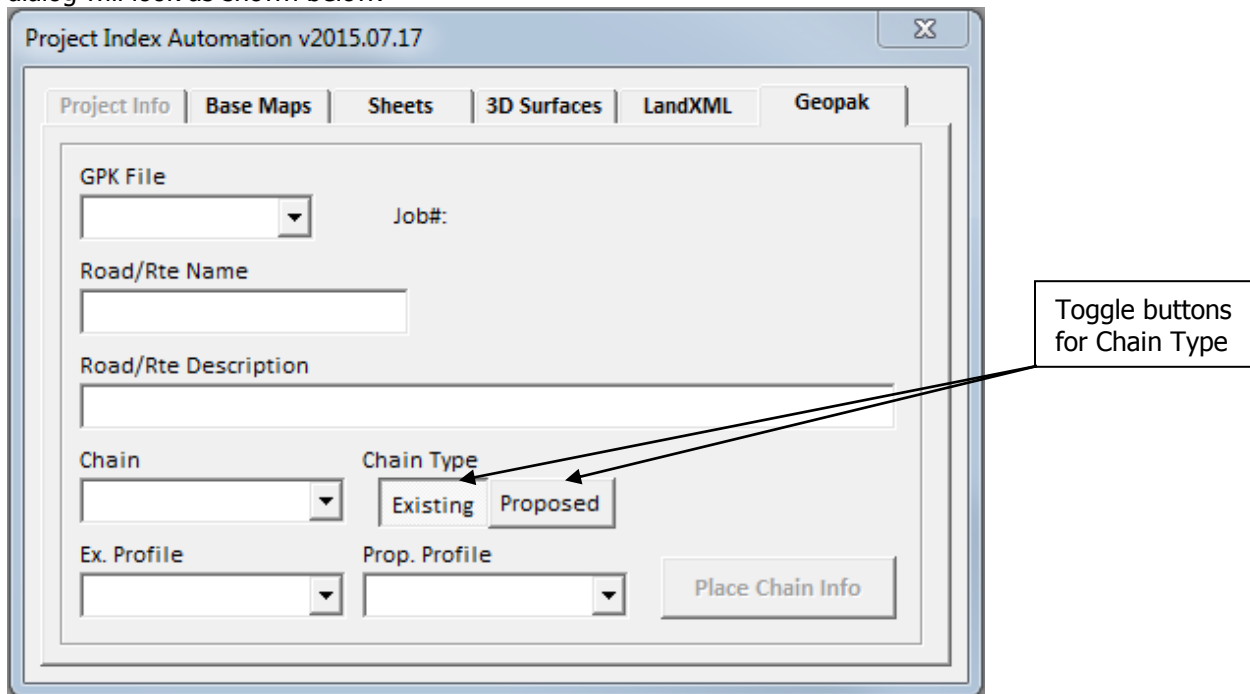 dialog will look as shown below.
Project Index Automation v2015.07.17
Project Info Base Maps Sheets 3D Surfaces LandXML Geopak
GPK File
Job#:
Road/Rte Name
Toggle buttons
for Chain Type
Road/Rte Description
Chain Chain Type
Existing Proposed
Ex. Profile Prop. Profile
Place Chain Info